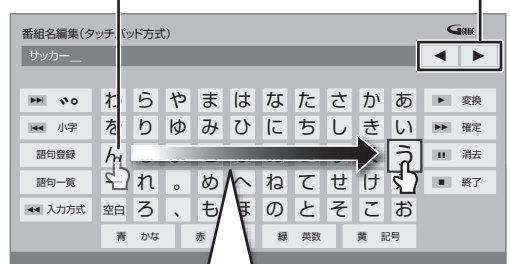 番組名編集(タッチパッド方式)
GGUIDE
サッカー_
◀ ▶
▶▶ ゛゜ わ ら や ま は な た さ か あ ▶ 変換
◀◀ 小字 を り ゆ み ひ に ち し き い ▶▶ 確定
語句登録 ん う ❚❚ 消去
語句一覧 ー れ 。 め へ ね て せ け ■ 終了
◀◀ 入力方式 空白 ろ 、 も ほ の と そ こ お
青 かな 赤 緑 英数 黄 記号